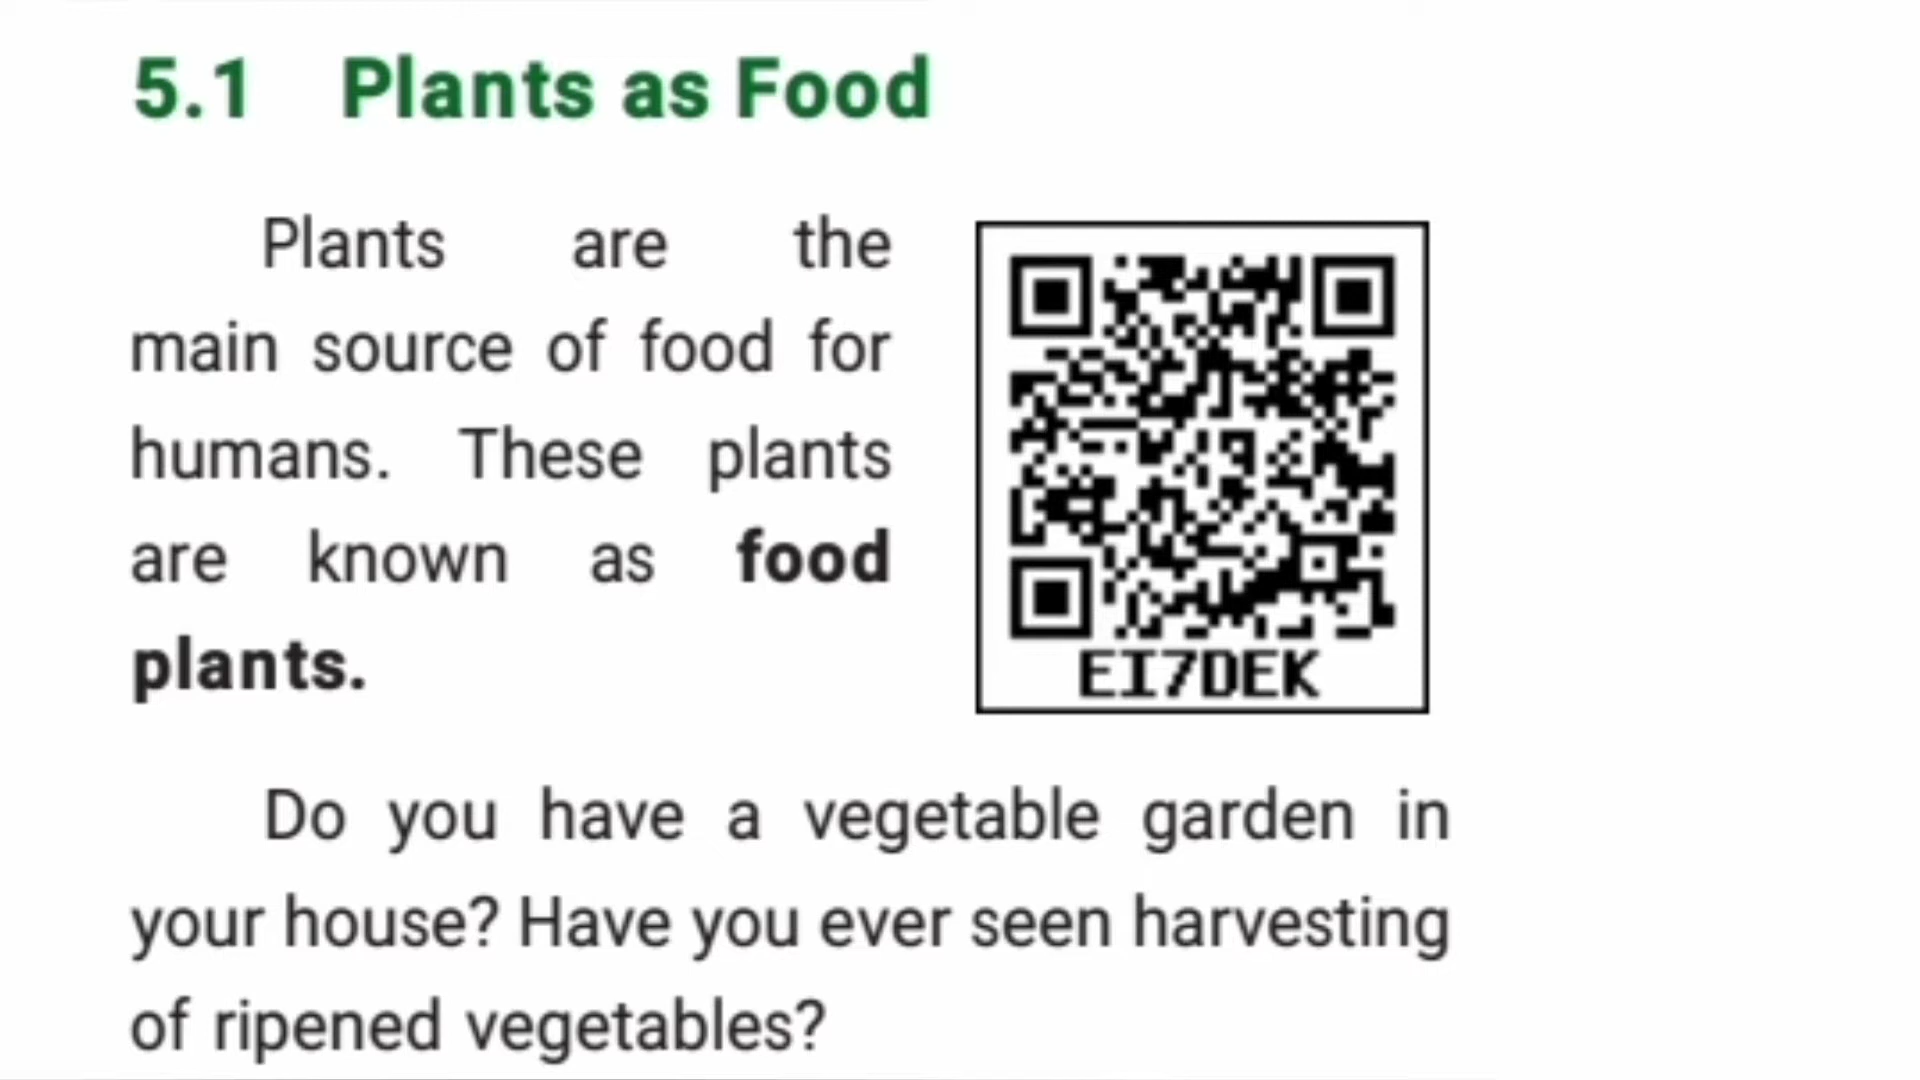 5.1 Plants as Food
Plants are the
main source of food for
humans. These plants
are known as food
plants.
EI7DEK
Do you have a vegetable garden in
your house? Have you ever seen harvesting
of ripened vegetables?